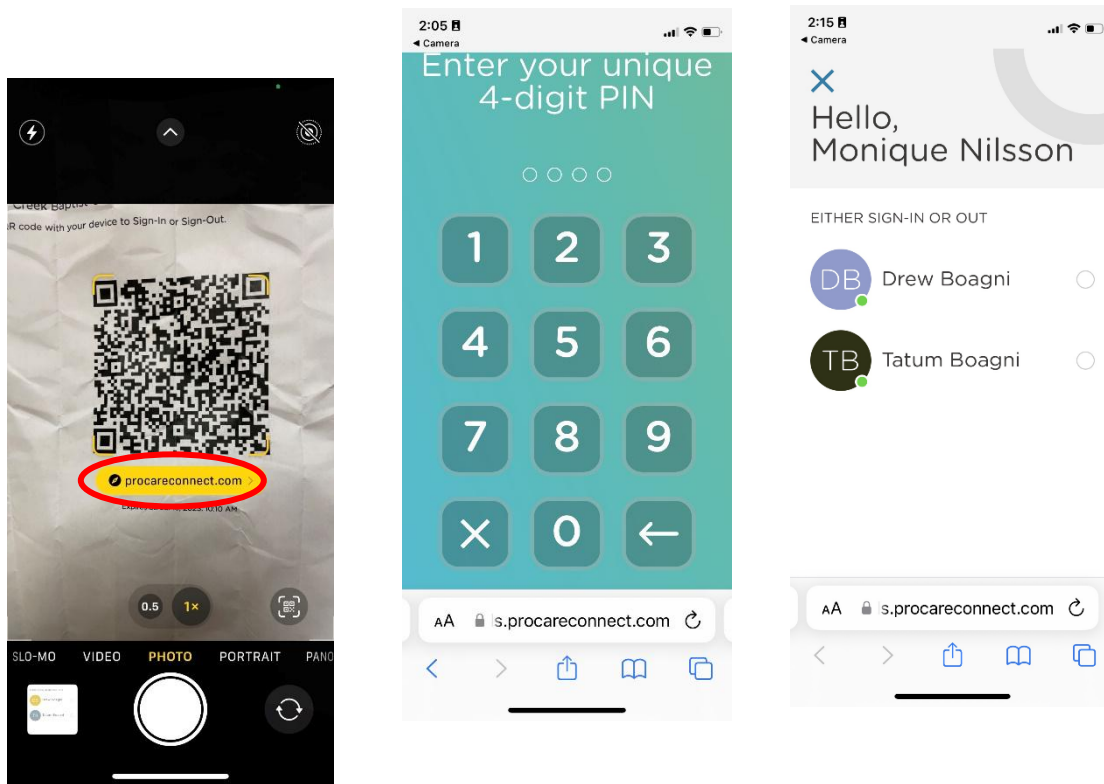 Creek Baptist
R code with your device to Sign-In or Sign-Out.
procareconnect.com
10:10 AM
0.5
1×
SLO-MO VIDEO PHOTO PORTRAIT PANO
2:05
Camera
Enter your unique
4-digit PIN
1 2 3
4 5 6
7 8 9
0
AA s.procareconnect.com
2:15
Camera
Hello,
Monique Nilsson
EITHER SIGN-IN OR OUT
DB Drew Boagni
TB Tatum Boagni
AA s.procareconnect.com